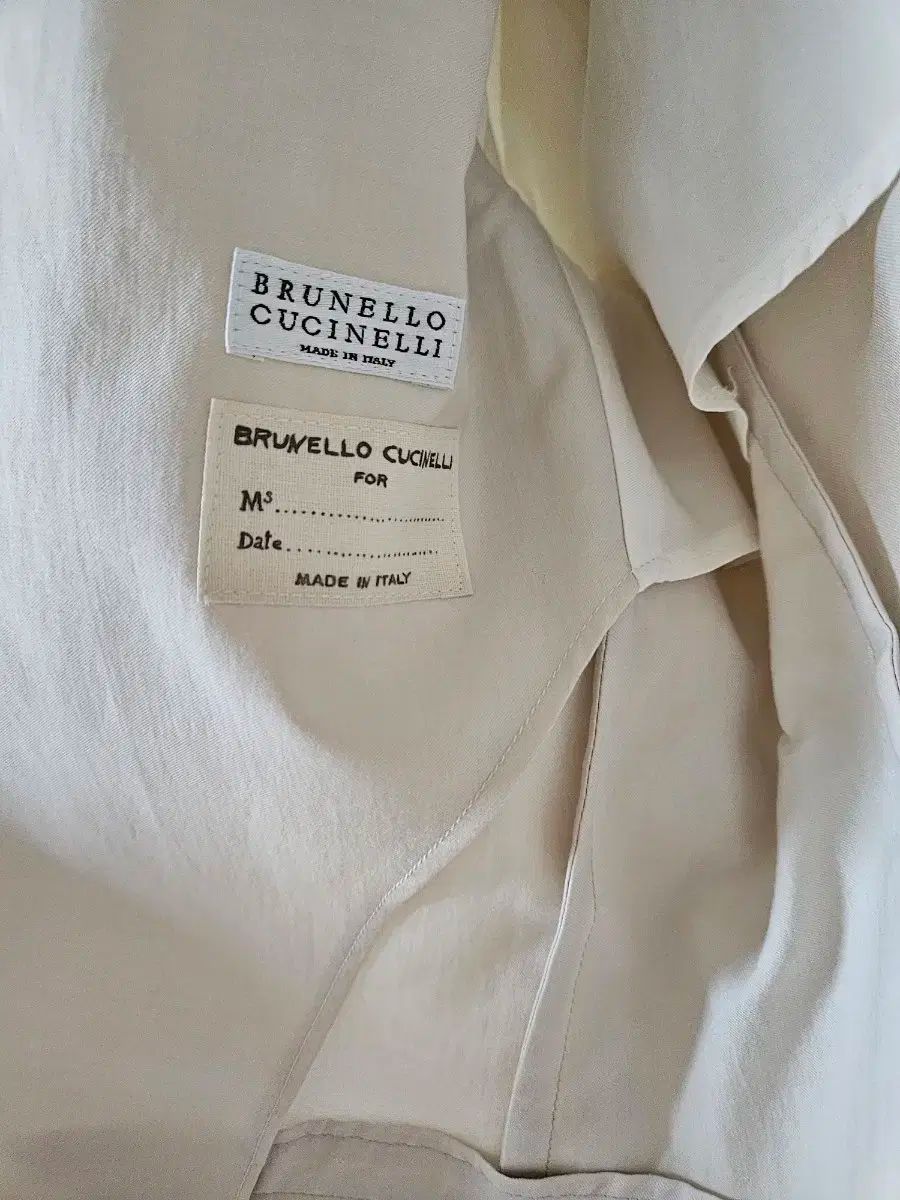 BRUNELLO
CUCINELLI
MADE IN ITALY
BRUNELLO CUCINELLI
FOR
Ms.......................
Date.......................
MADE IN ITALY